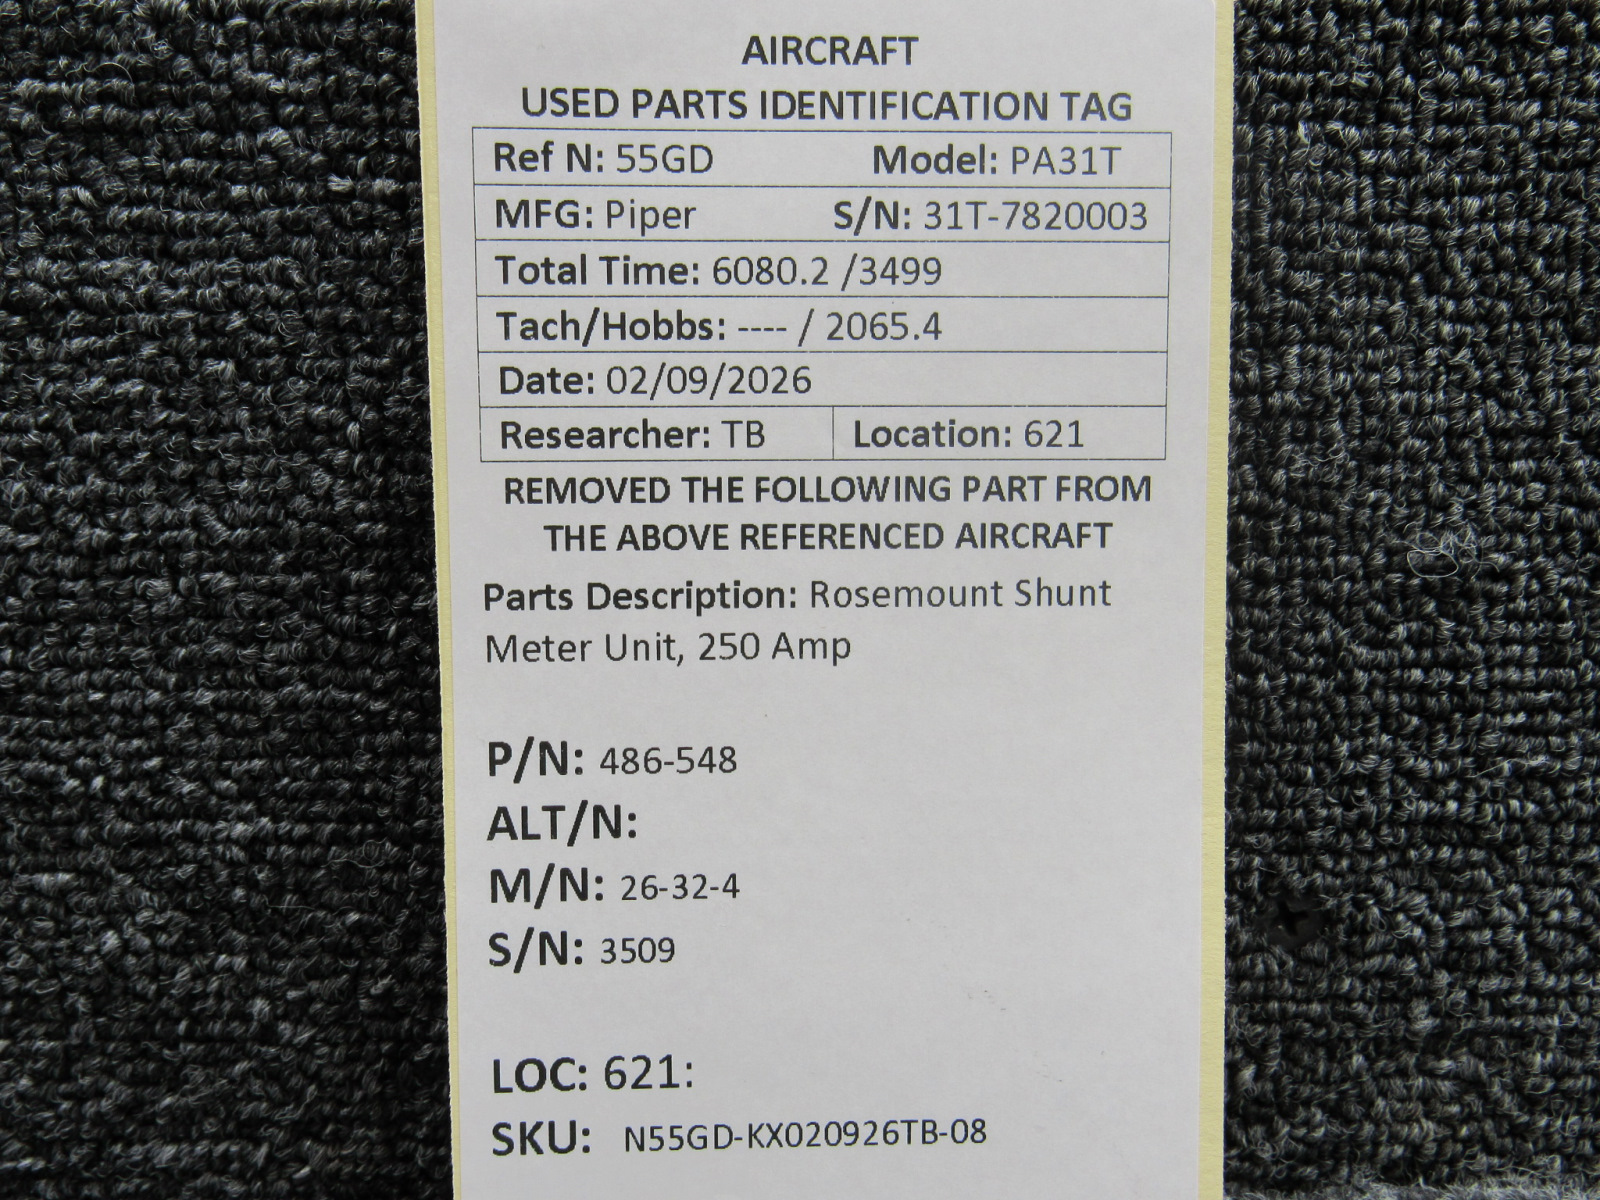 AIRCRAFT
USED PARTS IDENTIFICATION TAG
Ref N: 55GD Model: PA31T
MFG: Piper S/N: 31T-7820003
Total Time: 6080.2 /3499
Tach/Hobbs: ---- / 2065.4
Date: 02/09/2026
Researcher: TB Location: 621
REMOVED THE FOLLOWING PART FROM
THE ABOVE REFERENCED AIRCRAFT
Parts Description: Rosemount Shunt
Meter Unit, 250 Amp
P/N: 486-548
ALT/N:
M/N: 26-32-4
S/N: 3509
LOC: 621:
SKU: N55GD-KX020926TB-08